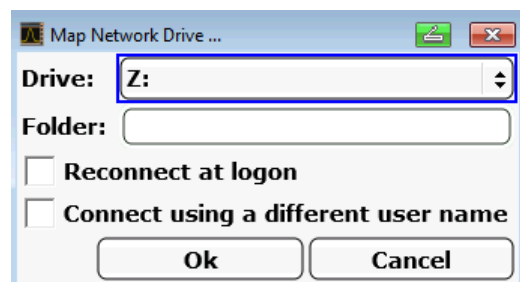 Map Network Drive ...
Drive: Z:
Folder:
Reconnect at logon
Connect using a different user name
Ok Cancel